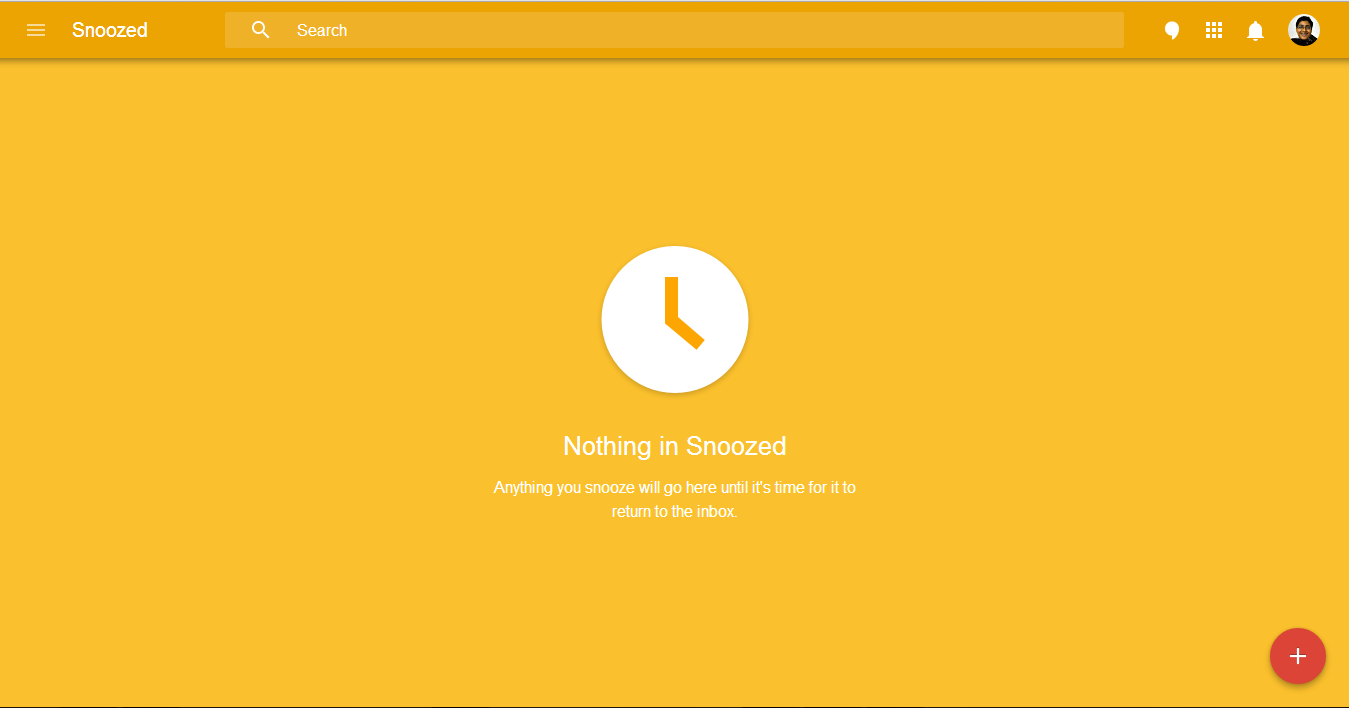 Snoozed
Search
Nothing in Snoozed
Anything you snooze will go here until it's time for it to
return to the inbox.